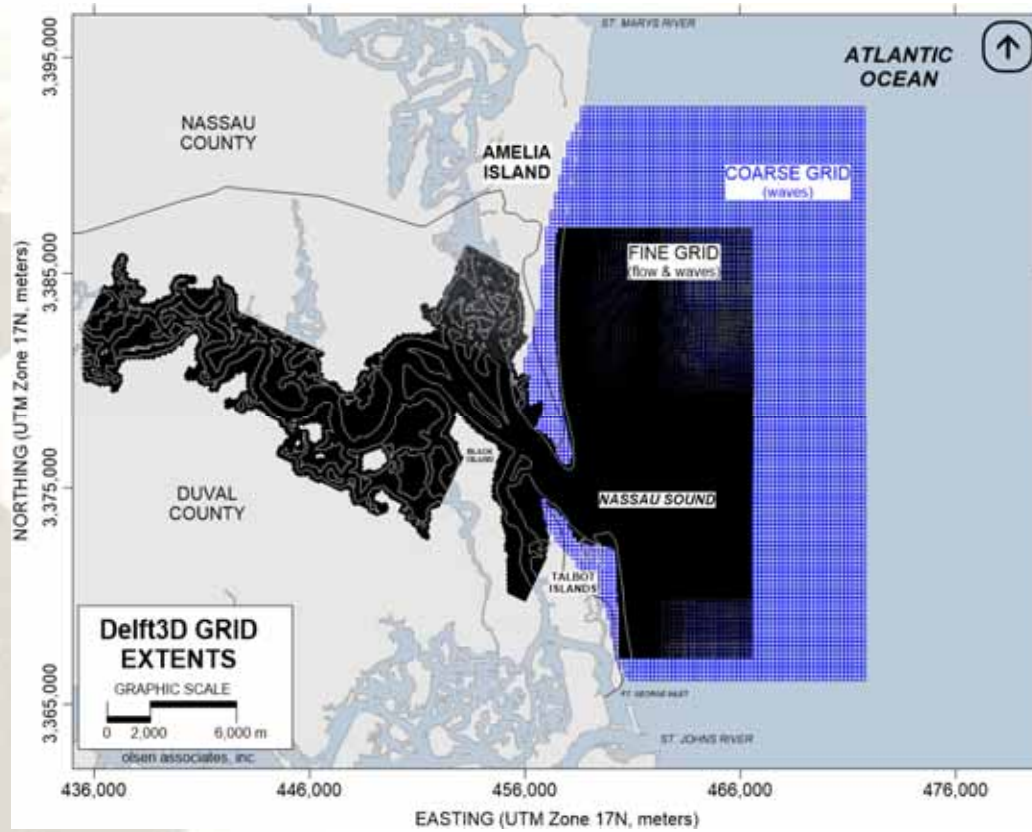 ST. MARYS RIVER
ATLANTIC
OCEAN
NASSAU
COUNTY
AMELIA
ISLAND
COARSE GRID
(waves)
FINE GRID
(flow & waves)
BLACK
ISLAND
NASSAU SOUND
DUVAL
COUNTY
TALBOT
ISLANDS
FT. GEORGE INLET
ST. JOHNS RIVER
Delft3D GRID
EXTENTS
GRAPHIC SCALE
0 2,000 6,000 m
olsen associates, inc.
NORTHING (UTM Zone 17N, meters)
3,395,000
3,385,000
3,375,000
3,365,000
436,000 446,000 456,000 466,000 476,000
EASTING (UTM Zone 17N, meters)